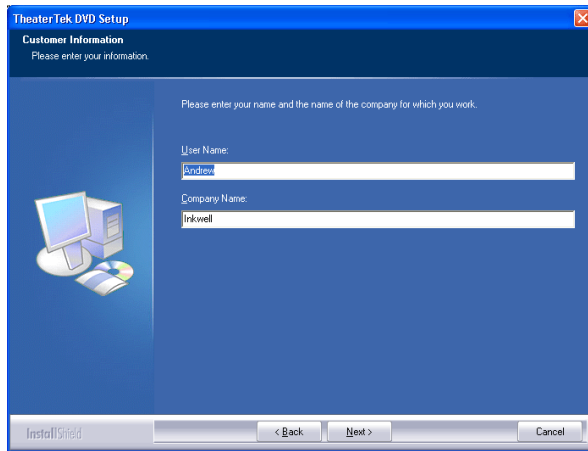 TheaterTek DVD Setup
Customer Information
Please enter your information.
Please enter your name and the name of the company for which you work.
User Name:
Andrew
Company Name:
Inkwell
InstallShield
< Back
Next >
Cancel